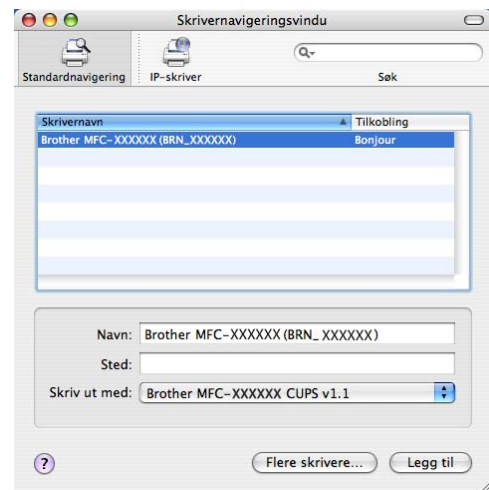 Skrivernavigeringsvindu
Standardnavigering IP-skriver Søk
Skrivernavn Tilkobling
Brother MFC-XXXXXX (BRN_XXXXXX) Bonjour
Navn: Brother MFC-XXXXXX (BRN_ XXXXXX)
Sted:
Skriv ut med: Brother MFC-XXXXXX CUPS v1.1
? Flere skrivere... Legg til